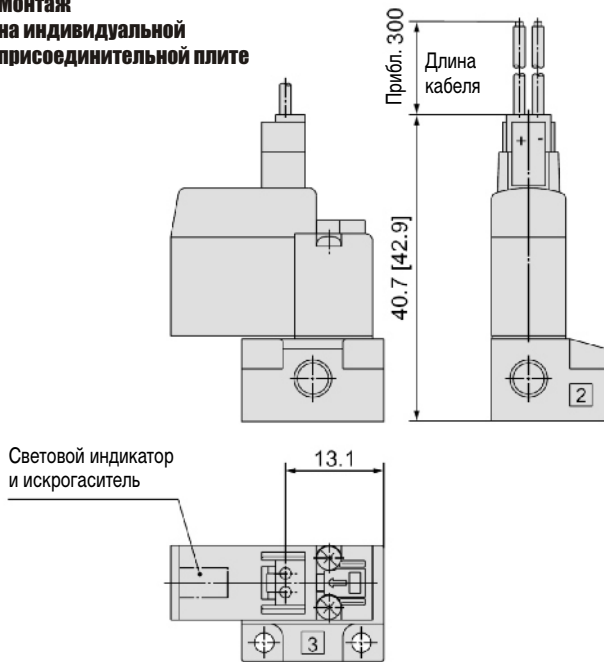 Монтаж
на индивидуальной
присоединительной плите
Прибл. 300
Длина
кабеля
+ -
40.7 [42.9]
2
Световой индикатор
и искрогаситель
13.1
3